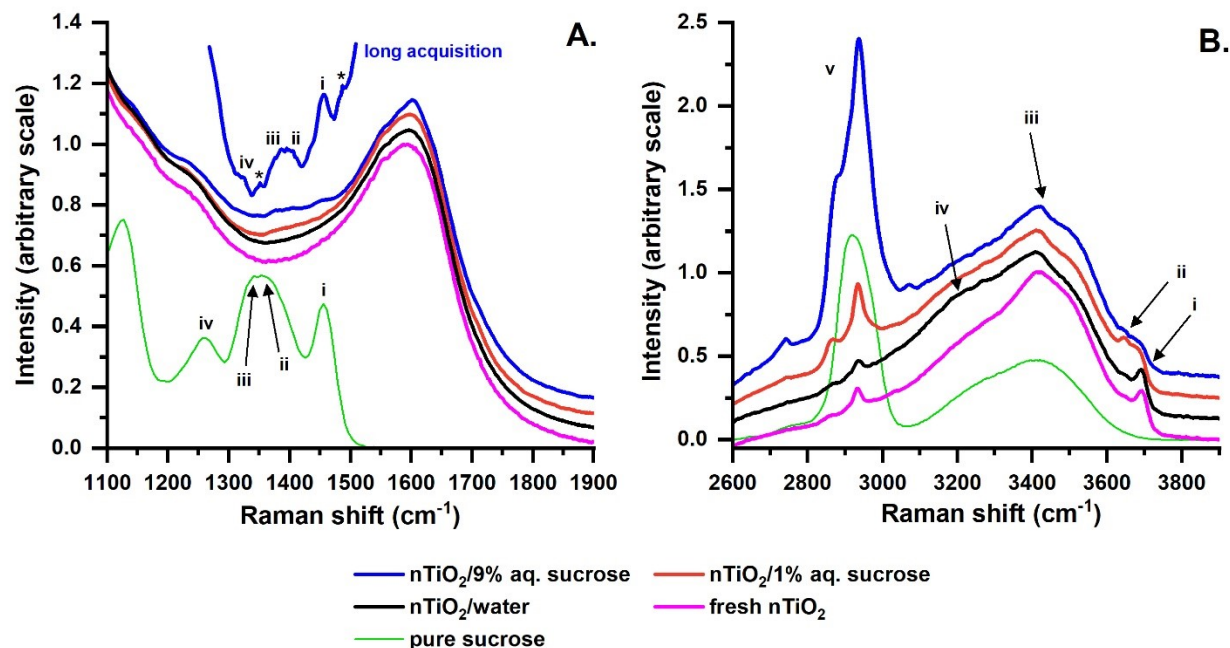 A.
long acquisition
i
*
iii
ii
iv
*
iv
i
iii
ii
1.4
1.2
1.0
0.8
0.6
0.4
0.2
0.0
Intensity (arbitrary scale)
1100 1200 1300 1400 1500 1600 1700 1800 1900
Raman shift (cm⁻¹)
B.
v
iii
iv
ii
i
2.5
2.0
1.5
1.0
0.5
0.0
Intensity (arbitrary scale)
2600 2800 3000 3200 3400 3600 3800
Raman shift (cm⁻¹)
nTiO₂/9% aq. sucrose nTiO₂/1% aq. sucrose
nTiO₂/water fresh nTiO₂
pure sucrose